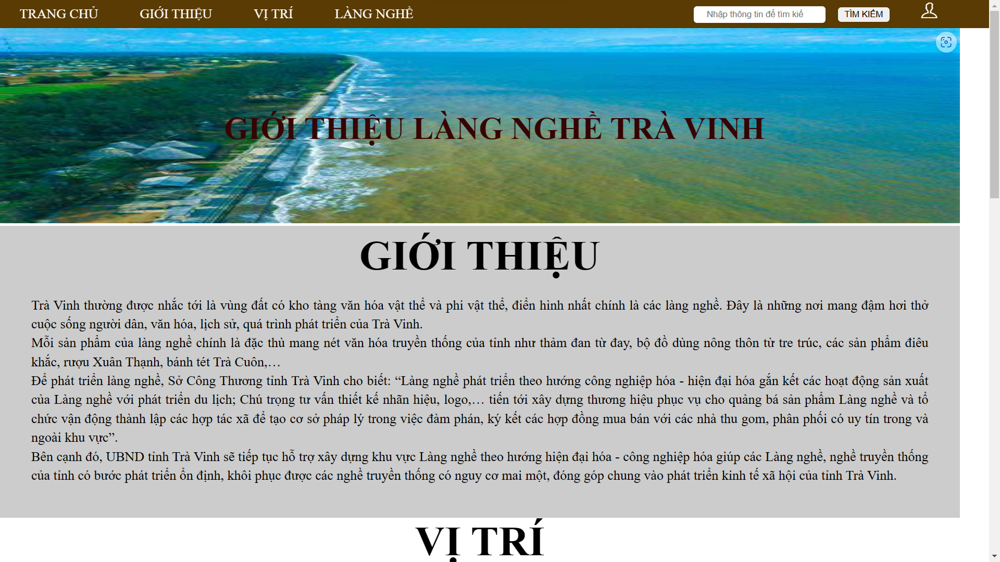 TRANG CHỦ GIỚI THIỆU VỊ TRÍ LÀNG NGHỀ Nhập thông tin để tìm kiế TÌM KIẾM
GIỚI THIỆU LÀNG NGHỀ TRÀ VINH
GIỚI THIỆU
Trà Vinh thường được nhắc tới là vùng đất có kho tàng văn hóa vật thể và phi vật thể, điển hình nhất chính là các làng nghề. Đây là những nơi mang đậm hơi thở
cuộc sống người dân, văn hóa, lịch sử, quá trình phát triển của Trà Vinh.
Mỗi sản phẩm của làng nghề chính là đặc thù mang nét văn hóa truyền thống của tỉnh như thảm đan từ đay, bộ đồ dùng nông thôn từ tre trúc, các sản phẩm điêu
khắc, rượu Xuân Thạnh, bánh tét Trà Cuôn,…
Để phát triển làng nghề, Sở Công Thương tỉnh Trà Vinh cho biết: “Làng nghề phát triển theo hướng công nghiệp hóa - hiện đại hóa gắn kết các hoạt động sản xuất
của Làng nghề với phát triển du lịch; Chú trọng tư vấn thiết kế nhãn hiệu, logo,… tiến tới xây dựng thương hiệu phục vụ cho quảng bá sản phẩm Làng nghề và tổ
chức vận động thành lập các hợp tác xã để tạo cơ sở pháp lý trong việc đàm phán, ký kết các hợp đồng mua bán với các nhà thu gom, phân phối có uy tín trong và
ngoài khu vực”.
Bên cạnh đó, UBND tỉnh Trà Vinh sẽ tiếp tục hỗ trợ xây dựng khu vực Làng nghề theo hướng hiện đại hóa - công nghiệp hóa giúp các Làng nghề, nghề truyền thống
của tỉnh có bước phát triển ổn định, khôi phục được các nghề truyền thống có nguy cơ mai một, đóng góp chung vào phát triển kinh tế xã hội của tỉnh Trà Vinh.
VỊ TRÍ